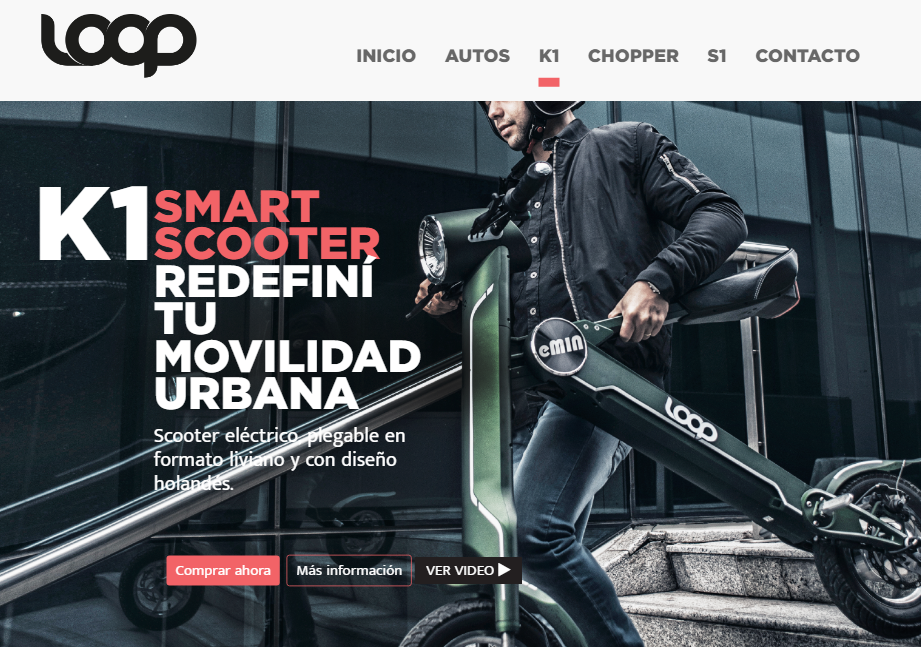 LOOP
INICIO AUTOS K1 CHOPPER S1 CONTACTO
K1 SMART
SCOOTER
REDEFINÍ
TU
MOVILIDAD
URBANA
Scooter eléctrico, plegable en
formato liviano y con diseño
holandés.
emin
LOOP
Comprar ahora Más información VER VIDEO